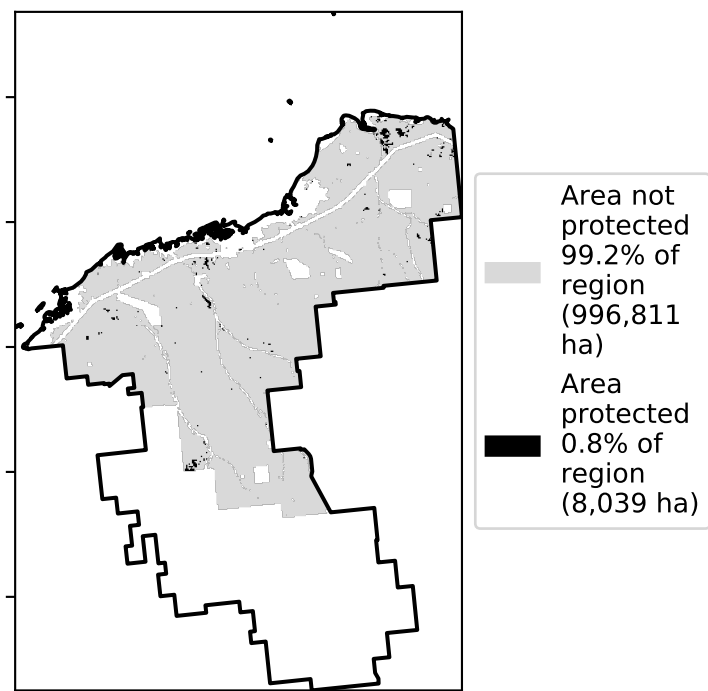 Area not
protected
99.2% of
region
(996,811
ha)
Area
protected
0.8% of
region
(8,039 ha)